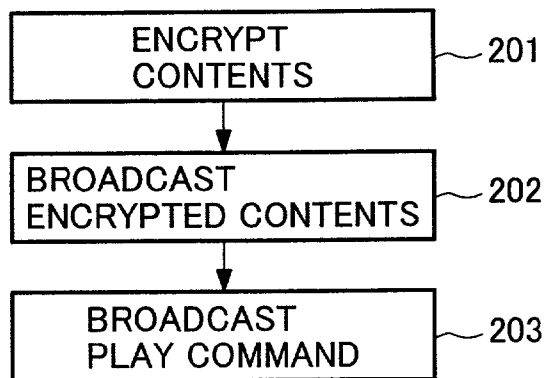 ENCRYPT
CONTENTS
201
BROADCAST
ENCRYPTED CONTENTS
202
BROADCAST
PLAY COMMAND
203